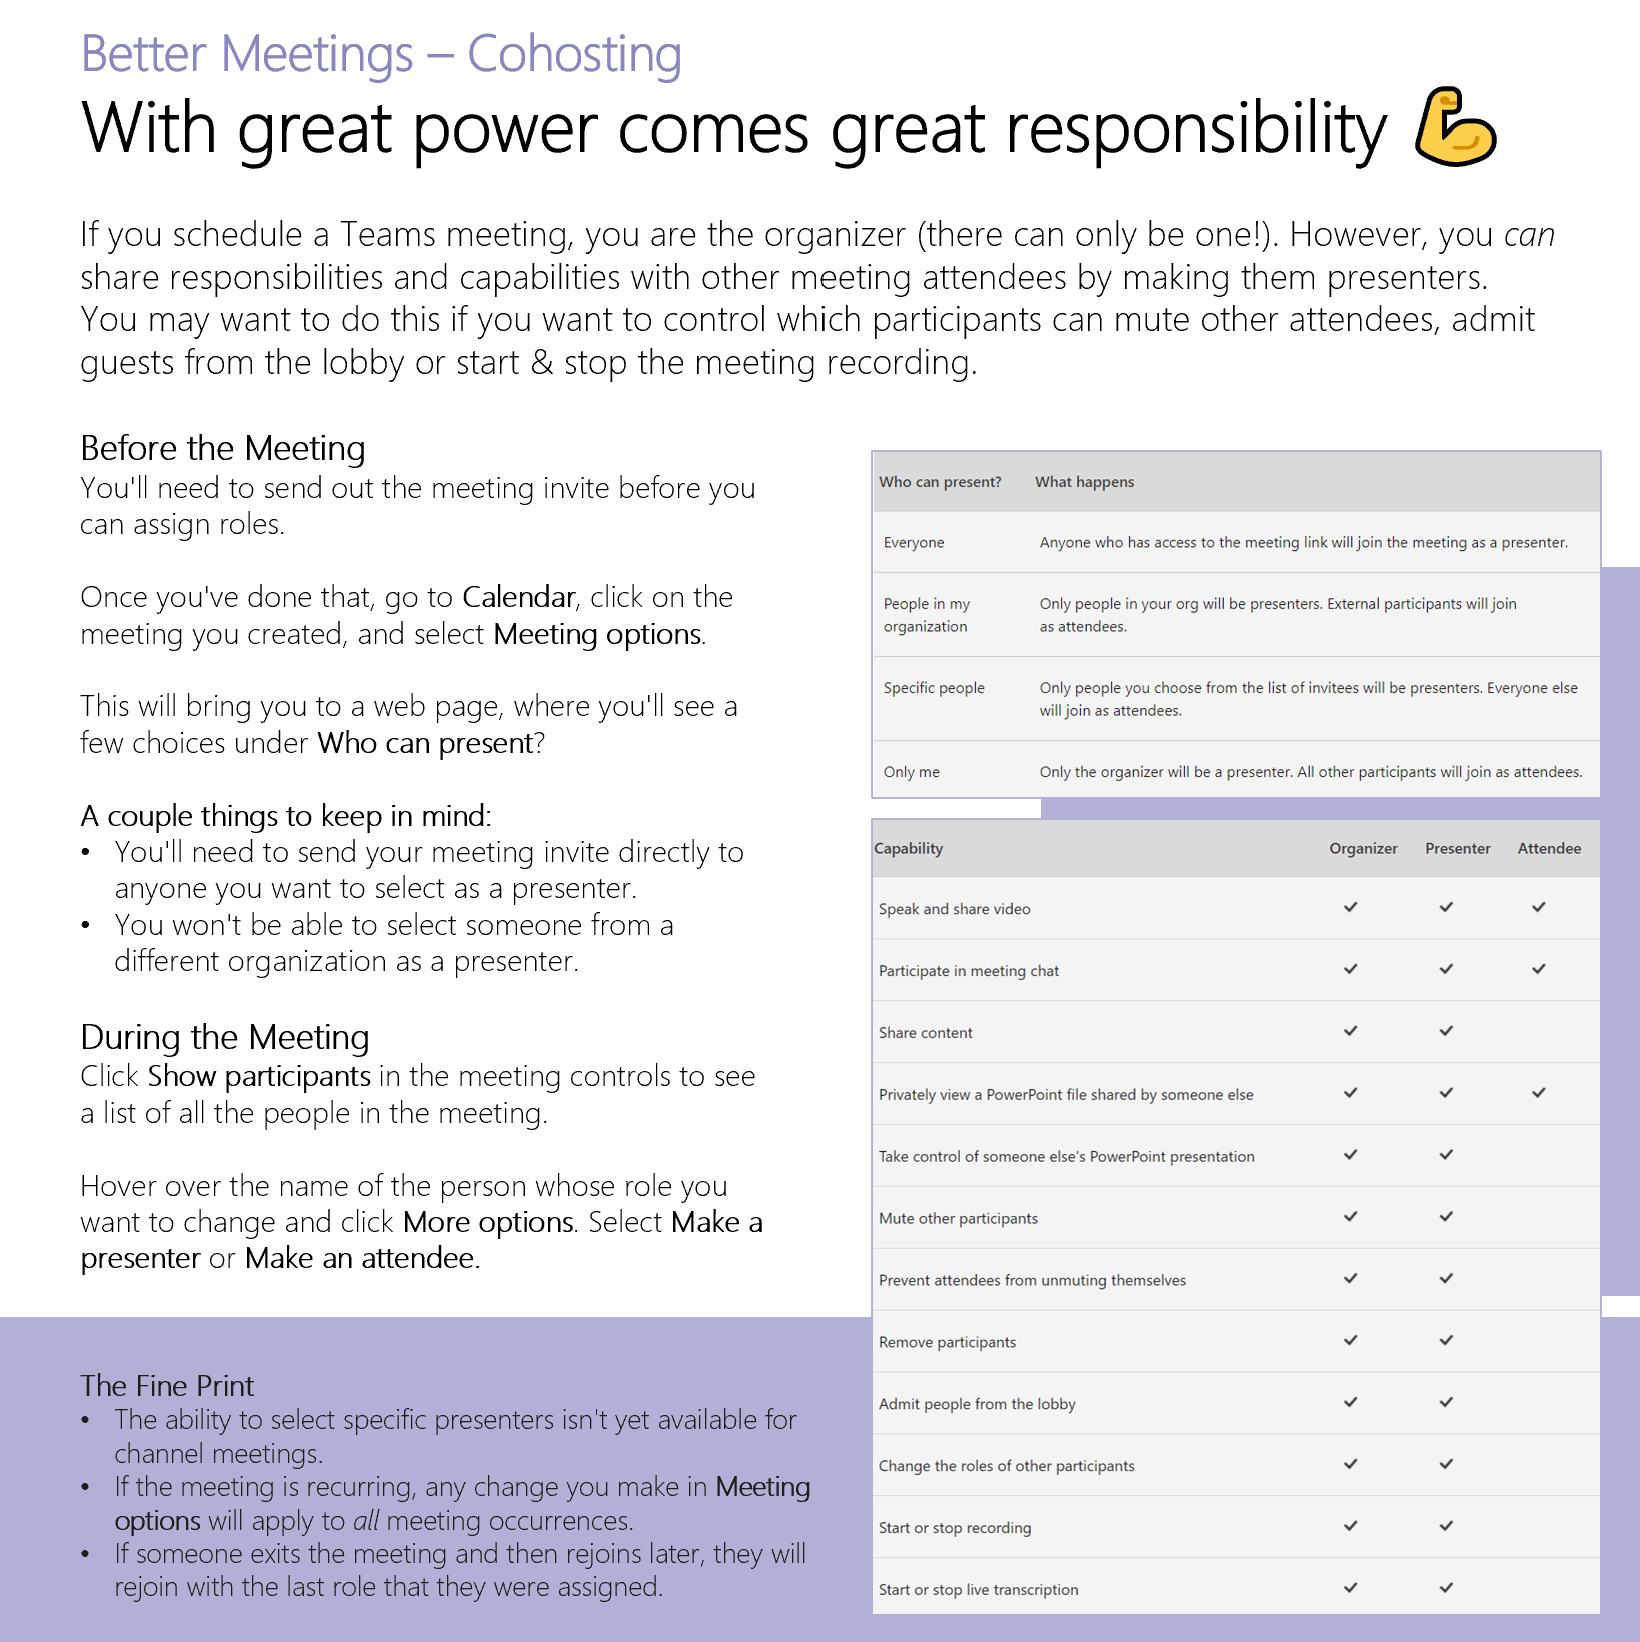 Better Meetings – Cohosting
With great power comes great responsibility 💪
If you schedule a Teams meeting, you are the organizer (there can only be one!). However, you can
share responsibilities and capabilities with other meeting attendees by making them presenters.
You may want to do this if you want to control which participants can mute other attendees, admit
guests from the lobby or start & stop the meeting recording.
Before the Meeting
You'll need to send out the meeting invite before you
can assign roles.
Once you've done that, go to Calendar, click on the
meeting you created, and select Meeting options.
This will bring you to a web page, where you'll see a
few choices under Who can present?
A couple things to keep in mind:
• You'll need to send your meeting invite directly to
anyone you want to select as a presenter.
• You won't be able to select someone from a
different organization as a presenter.
During the Meeting
Click Show participants in the meeting controls to see
a list of all the people in the meeting.
Hover over the name of the person whose role you
want to change and click More options. Select Make a
presenter or Make an attendee.
The Fine Print
• The ability to select specific presenters isn't yet available for
channel meetings.
• If the meeting is recurring, any change you make in Meeting
options will apply to all meeting occurrences.
• If someone exits the meeting and then rejoins later, they will
rejoin with the last role that they were assigned.
Who can present? What happens
Everyone Anyone who has access to the meeting link will join the meeting as a presenter.
People in my Only people in your org will be presenters. External participants will join
organization as attendees.
Specific people Only people you choose from the list of invitees will be presenters. Everyone else
will join as attendees.
Only me Only the organizer will be a presenter. All other participants will join as attendees.
Capability Organizer Presenter Attendee
Speak and share video ✓ ✓ ✓
Participate in meeting chat ✓ ✓ ✓
Share content ✓ ✓
Privately view a PowerPoint file shared by someone else ✓ ✓ ✓
Take control of someone else's PowerPoint presentation ✓ ✓
Mute other participants ✓ ✓
Prevent attendees from unmuting themselves ✓ ✓
Remove participants ✓ ✓
Admit people from the lobby ✓ ✓
Change the roles of other participants ✓ ✓
Start or stop recording ✓ ✓
Start or stop live transcription ✓ ✓